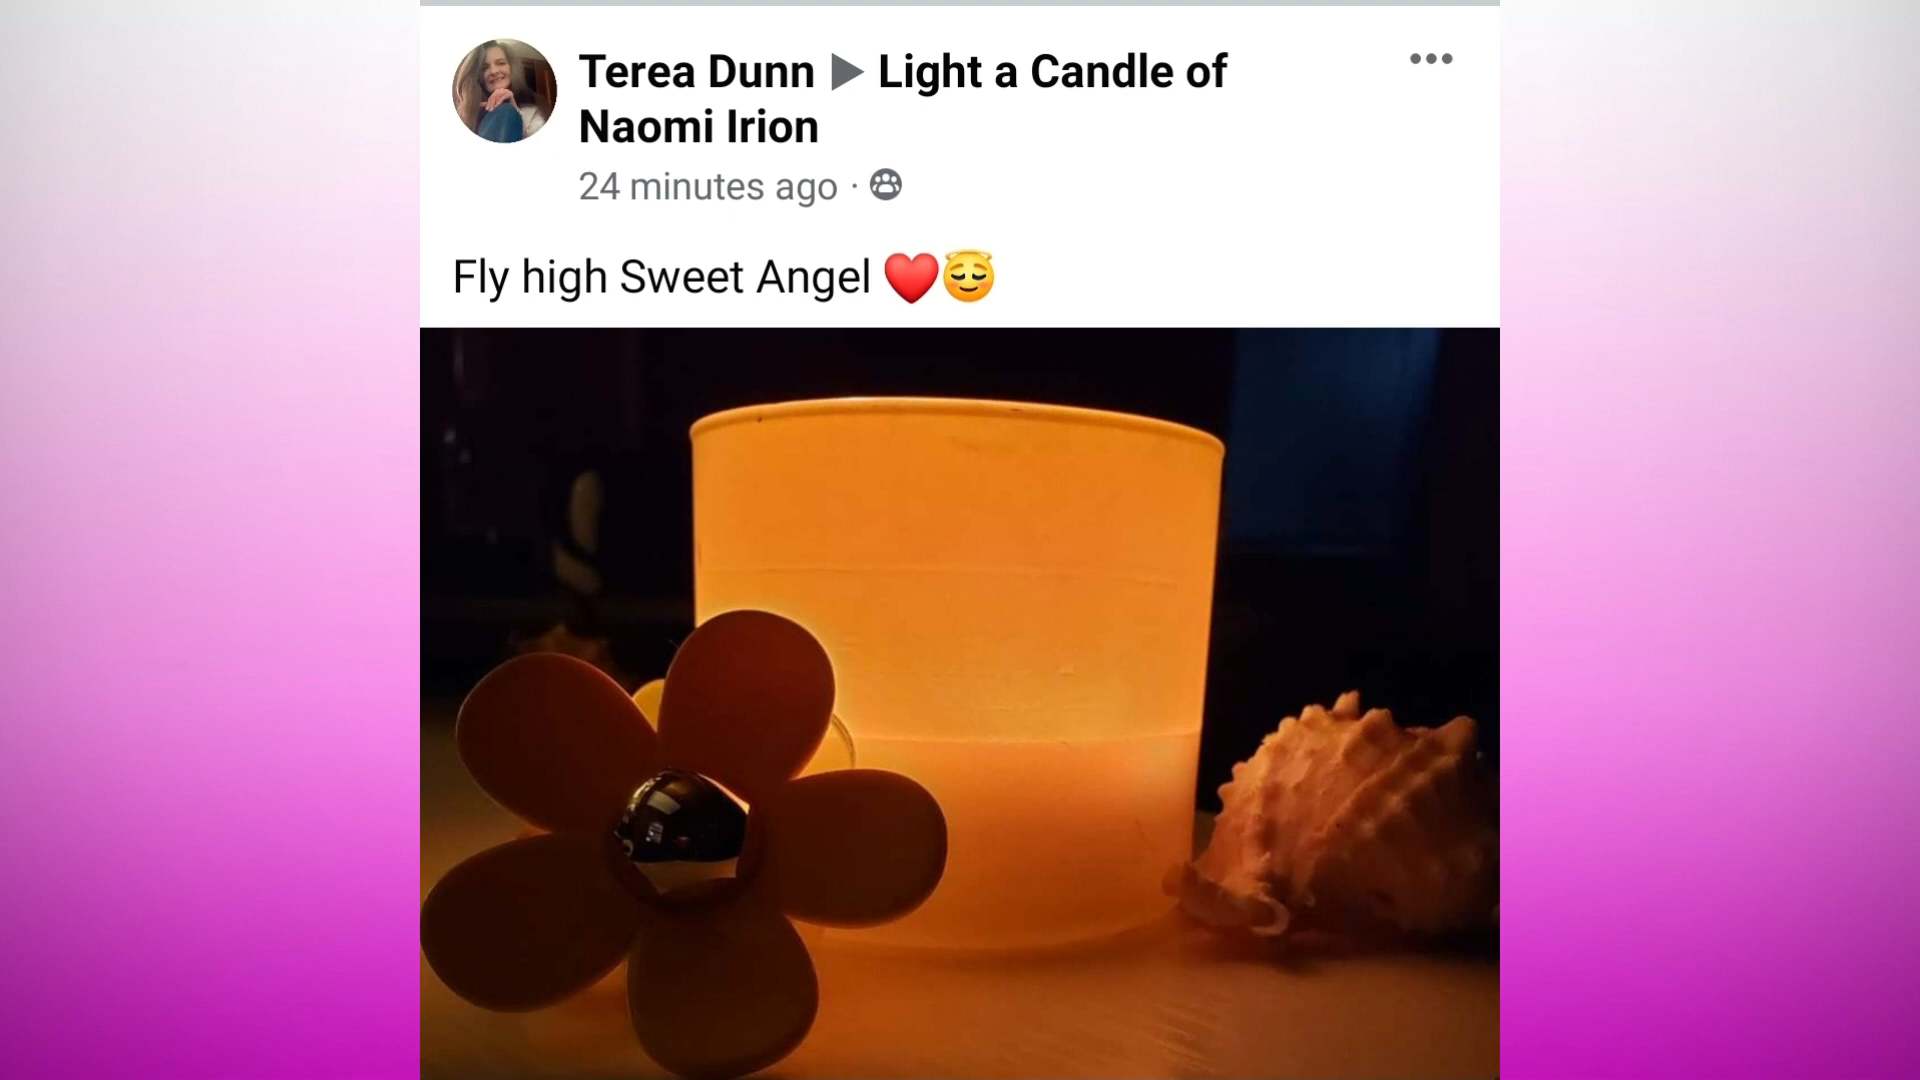 Terea Dunn ▶ Light a Candle of
Naomi Irion
24 minutes ago ·
Fly high Sweet Angel ❤️😇